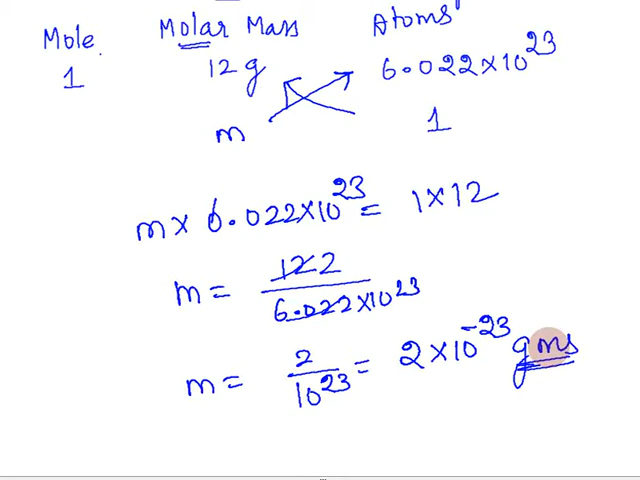 Mole Molar Mass Atoms
1 12 g 6.022×10^23
m 1
m × 6.022×10^23 = 1×12
m = 12 2 / 6.022×10^23
m = 2 / 10^23 = 2×10^-23 gms